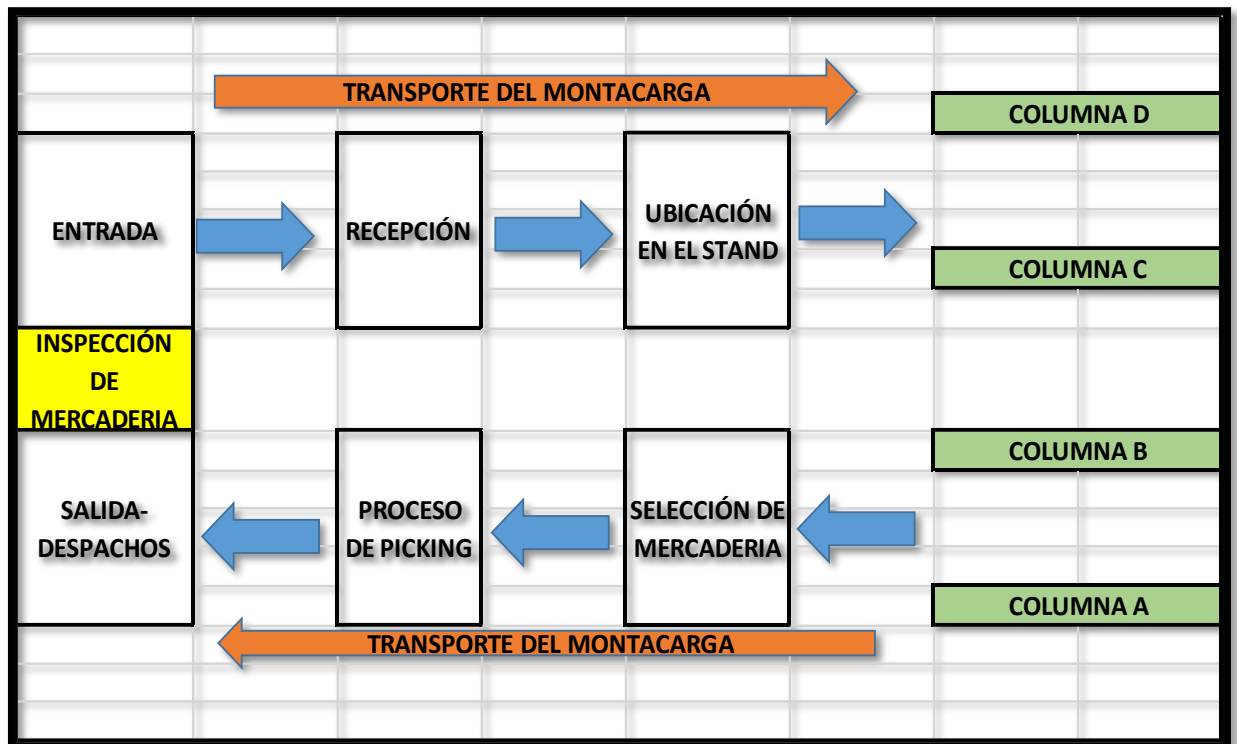 TRANSPORTE DEL MONTACARGA
COLUMNA D
ENTRADA
RECEPCIÓN
UBICACIÓN
EN EL STAND
COLUMNA C
INSPECCIÓN
DE
MERCADERIA
COLUMNA B
SALIDA-
DESPACHOS
PROCESO
DE PICKING
SELECCIÓN DE
MERCADERIA
COLUMNA A
TRANSPORTE DEL MONTACARGA